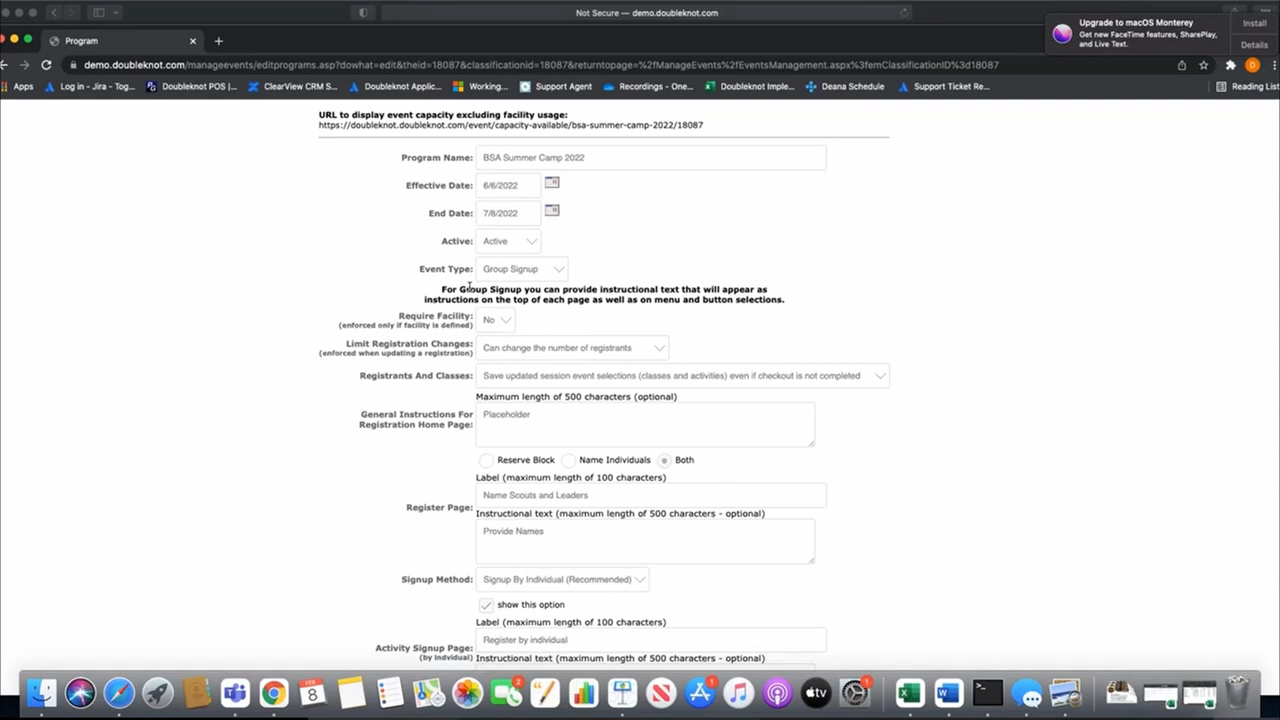 Not Secure — demo.doubleknot.com
Upgrade to macOS Monterey
Get new FaceTime features, SharePlay,
and Live Text.
Install
Details
Program
demo.doubleknot.com/manageevents/editprograms.asp?dowhat=edit&theid=18087&classificationid=18087&returntopage=%2fManageEvents%2fEventsManagement.aspx%3femClassificationID%3d18087
Apps
Log in - Jira - Tog...
Doubleknot POS |...
ClearView CRM S...
Doubleknot Applic...
Working...
Support Agent
Recordings - One...
Doubleknot Imple...
Deana Schedule
Support Ticket Re...
Reading List
URL to display event capacity excluding facility usage:
https://doubleknot.doubleknot.com/event/capacity-available/bsa-summer-camp-2022/18087
Program Name: BSA Summer Camp 2022
Effective Date: 6/6/2022
End Date: 7/8/2022
Active: Active
Event Type: Group Signup
For Group Signup you can provide instructional text that will appear as
instructions on the top of each page as well as on menu and button selections.
Require Facility: No
(enforced only if facility is defined)
Limit Registration Changes: Can change the number of registrants
(enforced when updating a registration)
Registrants And Classes: Save updated session event selections (classes and activities) even if checkout is not completed
Maximum length of 500 characters (optional)
General Instructions For
Registration Home Page:
Placeholder
Reserve Block Name Individuals Both
Label (maximum length of 100 characters)
Name Scouts and Leaders
Register Page:
Instructional text (maximum length of 500 characters - optional)
Provide Names
Signup Method: Signup By Individual (Recommended)
show this option
Label (maximum length of 100 characters)
Register by individual
Activity Signup Page:
(by individual)
Instructional text (maximum length of 500 characters - optional)
FEB
8
2
1
tv
1